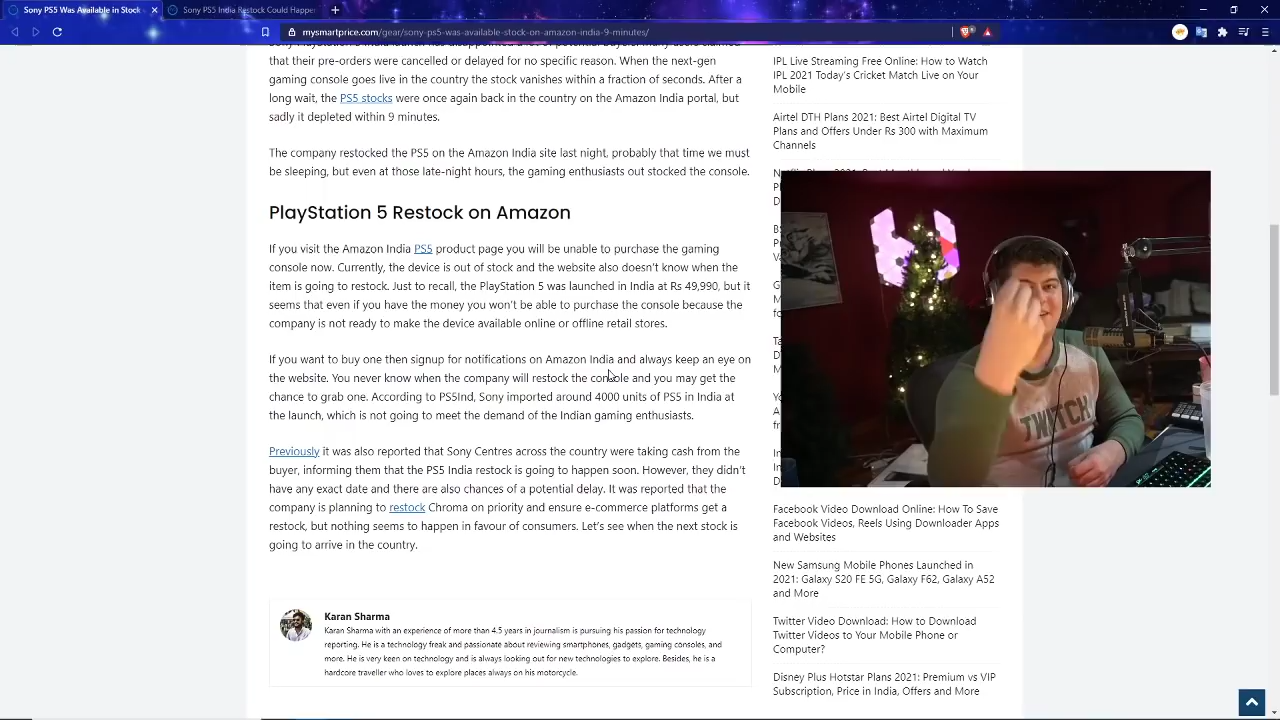 Sony PS5 Was Available in Stock
Sony PS5 India Restock Could Happen
mysmartprice.com/gear/sony-ps5-was-available-stock-on-amazon-india-9-minutes/
that their pre-orders were cancelled or delayed for no specific reason. When the next-gen
gaming console goes live in the country the stock vanishes within a fraction of seconds. After a
long wait, the PS5 stocks were once again back in the country on the Amazon India portal, but
sadly it depleted within 9 minutes.
The company restocked the PS5 on the Amazon India site last night, probably that time we must
be sleeping, but even at those late-night hours, the gaming enthusiasts out stocked the console.
PlayStation 5 Restock on Amazon
If you visit the Amazon India PS5 product page you will be unable to purchase the gaming
console now. Currently, the device is out of stock and the website also doesn't know when the
item is going to restock. Just to recall, the PlayStation 5 was launched in India at Rs 49,990, but it
seems that even if you have the money you won't be able to purchase the console because the
company is not ready to make the device available online or offline retail stores.
If you want to buy one then signup for notifications on Amazon India and always keep an eye on
the website. You never know when the company will restock the console and you may get the
chance to grab one. According to PS5Ind, Sony imported around 4000 units of PS5 in India at
the launch, which is not going to meet the demand of the Indian gaming enthusiasts.
Previously it was also reported that Sony Centres across the country were taking cash from the
buyer, informing them that the PS5 India restock is going to happen soon. However, they didn't
have any exact date and there are also chances of a potential delay. It was reported that the
company is planning to restock Chroma on priority and ensure e-commerce platforms get a
restock, but nothing seems to happen in favour of consumers. Let's see when the next stock is
going to arrive in the country.
Karan Sharma
Karan Sharma with an experience of more than 4.5 years in journalism is pursuing his passion for technology
reporting. He is a technology freak and passionate about reviewing smartphones, gadgets, gaming consoles, and
more. He is very keen on technology and is always looking out for new technologies to explore. Besides, he is a
hardcore traveller who loves to explore places always on his motorcycle.
IPL Live Streaming Free Online: How to Watch
IPL 2021 Today's Cricket Match Live on Your
Mobile
Airtel DTH Plans 2021: Best Airtel Digital TV
Plans and Offers Under Rs 300 with Maximum
Channels
TWITCH
Facebook Video Download Online: How To Save
Facebook Videos, Reels Using Downloader Apps
and Websites
New Samsung Mobile Phones Launched in
2021: Galaxy S20 FE 5G, Galaxy F62, Galaxy A52
and More
Twitter Video Download: How to Download
Twitter Videos to Your Mobile Phone or
Computer?
Disney Plus Hotstar Plans 2021: Premium vs VIP
Subscription, Price in India, Offers and More